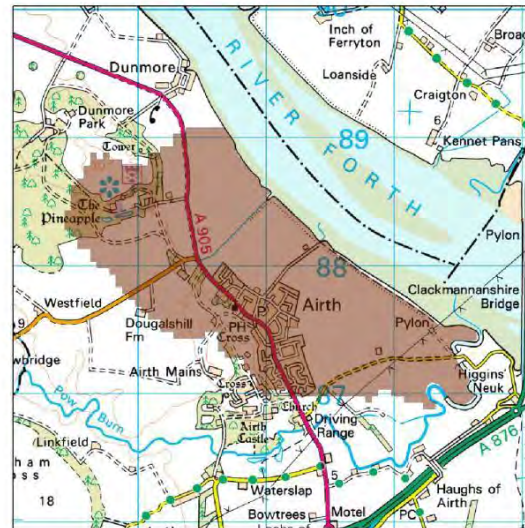 Inch of
Ferryton
Broad
Dunmore
Loanside
Craigton
6
RIVER FORTH
Dunmore
Park
Tower
89
Kennet Pans
The
Pineapple
A 905
Pylon
88
Clackmannanshire
Bridge
Westfield
Airth
9
Dougalshill
Fm
P
PH
Cross
Pylon
wbridge
Airth Mains
Higgins'
Neuk
Cross
87
Pow Burn
Church
Driving
Range
Airth
Castle
A 876
Linkfield
ham
oss
18
5
Waterslap
Haughs of
Airth
Bowtrees
Motel
PC